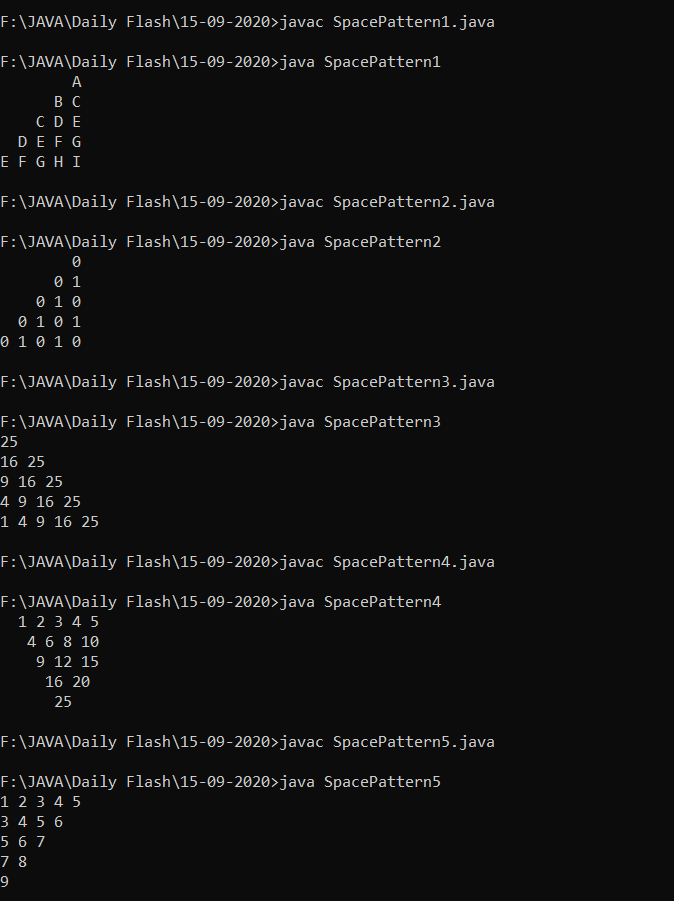 F:\JAVA\Daily Flash\15-09-2020>javac SpacePattern1.java
F:\JAVA\Daily Flash\15-09-2020>java SpacePattern1
        A
      B C
    C D E
  D E F G
E F G H I
F:\JAVA\Daily Flash\15-09-2020>javac SpacePattern2.java
F:\JAVA\Daily Flash\15-09-2020>java SpacePattern2
        0
      0 1
    0 1 0
  0 1 0 1
0 1 0 1 0
F:\JAVA\Daily Flash\15-09-2020>javac SpacePattern3.java
F:\JAVA\Daily Flash\15-09-2020>java SpacePattern3
25
16 25
9 16 25
4 9 16 25
1 4 9 16 25
F:\JAVA\Daily Flash\15-09-2020>javac SpacePattern4.java
F:\JAVA\Daily Flash\15-09-2020>java SpacePattern4
  1 2 3 4 5
   4 6 8 10
    9 12 15
     16 20
      25
F:\JAVA\Daily Flash\15-09-2020>javac SpacePattern5.java
F:\JAVA\Daily Flash\15-09-2020>java SpacePattern5
1 2 3 4 5
3 4 5 6
5 6 7
7 8
9